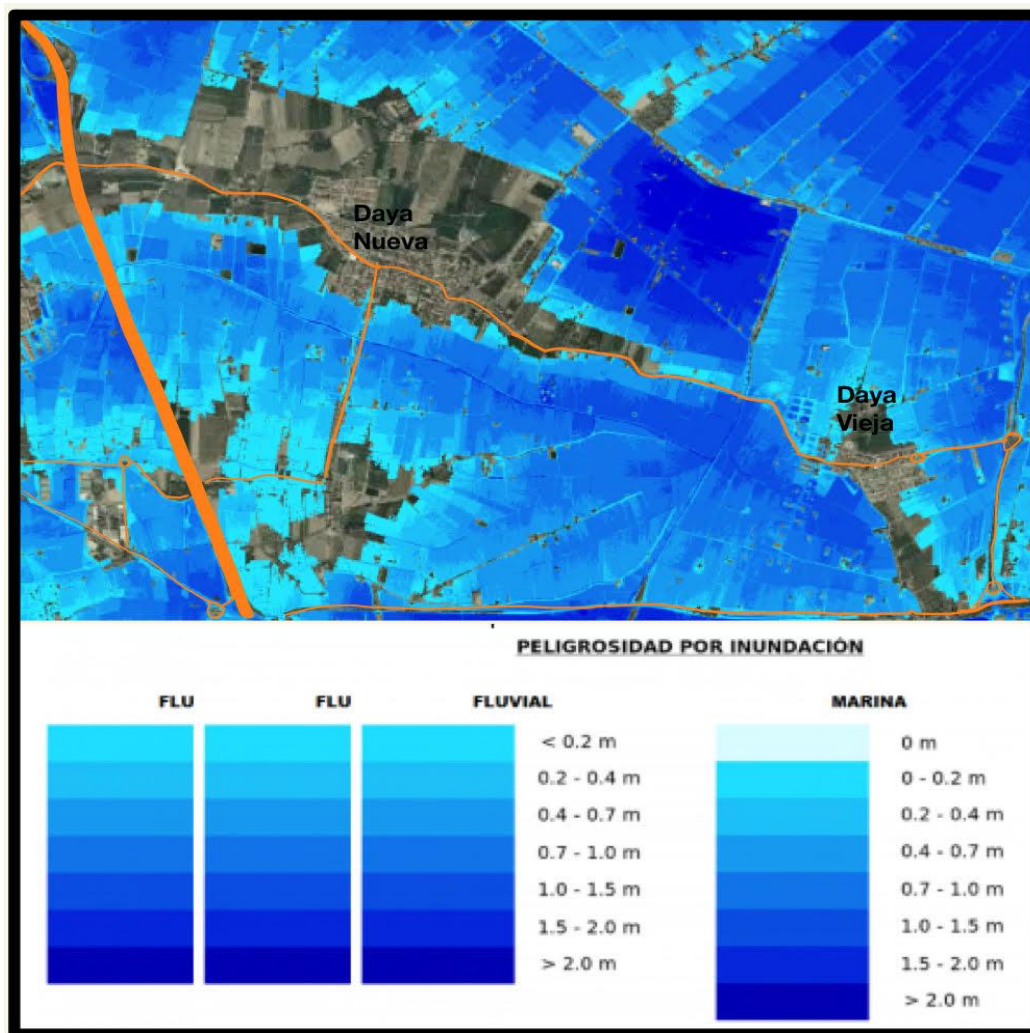 Daya
Nueva
Daya
Vieja
PELIGROSIDAD POR INUNDACIÓN
FLU FLU FLUVIAL MARINA
< 0.2 m
0.2 - 0.4 m
0.4 - 0.7 m
0.7 - 1.0 m
1.0 - 1.5 m
1.5 - 2.0 m
> 2.0 m
0 m
0 - 0.2 m
0.2 - 0.4 m
0.4 - 0.7 m
0.7 - 1.0 m
1.0 - 1.5 m
1.5 - 2.0 m
> 2.0 m